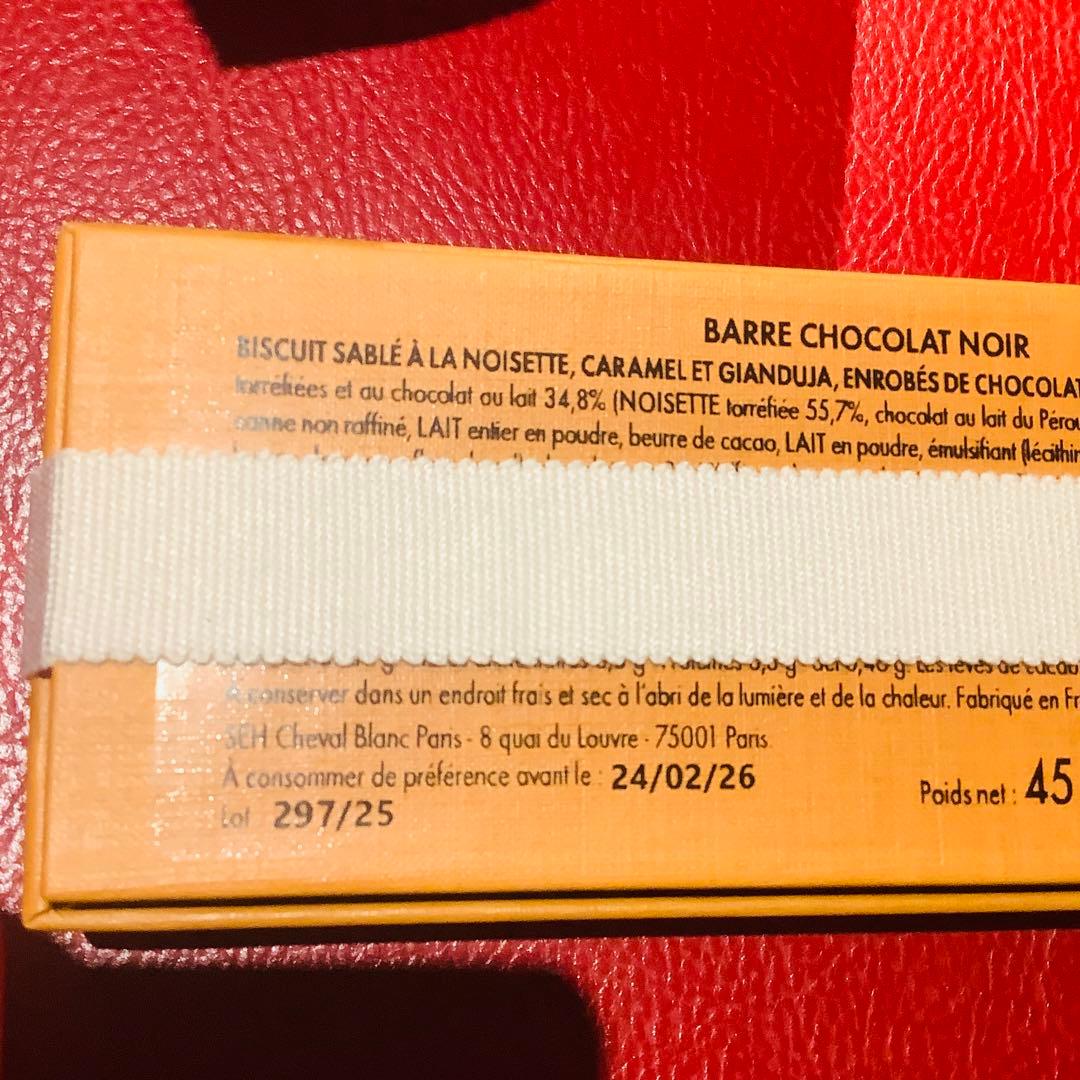 BARRE CHOCOLAT NOIR
BISCUIT SABLÉ À LA NOISETTE, CARAMEL ET GIANDUJA, ENROBÉS DE CHOCOLAT
torréfiées et au chocolat au lait 34,8% (NOISETTE torréfiée 55,7%, chocolat au lait du Pérou
canne non raffiné, LAIT entier en poudre, beurre de cacao, LAIT en poudre, émulsifiant (lécithin
À conserver dans un endroit frais et sec à l'abri de la lumière et de la chaleur. Fabriqué en Fr
SEH Cheval Blanc Paris - 8 quai du Louvre - 75001 Paris
À consommer de préférence avant le : 24/02/26
Poids net : 45
Lot 297/25